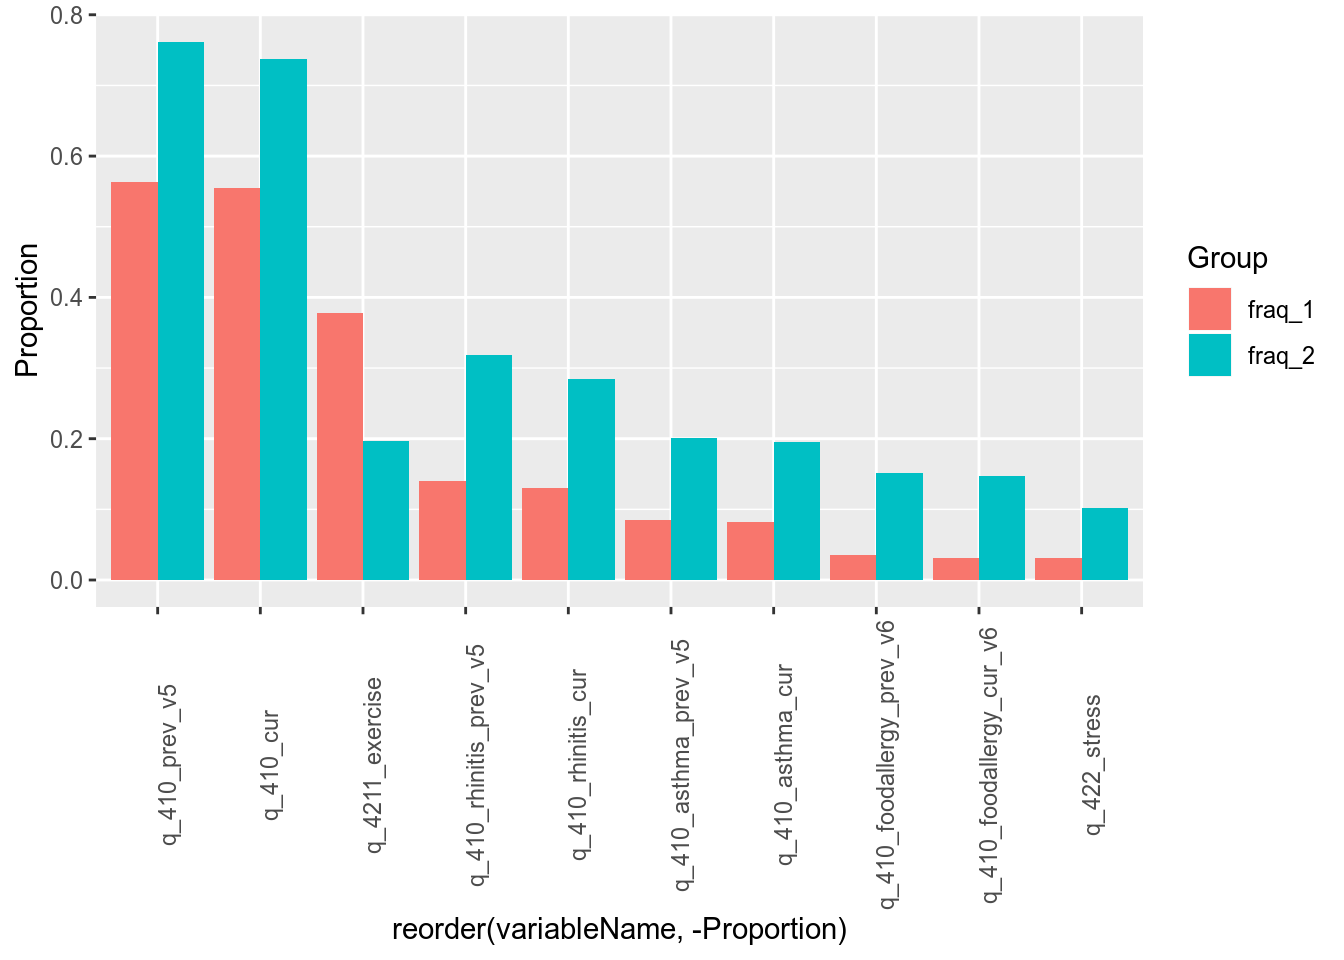 0.8
0.6
0.4
0.2
0.0
Proportion
q_410_prev_v5
q_410_cur
q_4211_exercise
q_410_rhinitis_prev_v5
q_410_rhinitis_cur
q_410_asthma_prev_v5
q_410_asthma_cur
q_410_foodallergy_prev_v6
q_410_foodallergy_cur_v6
q_422_stress
reorder(variableName, -Proportion)
Group
fraq_1
fraq_2